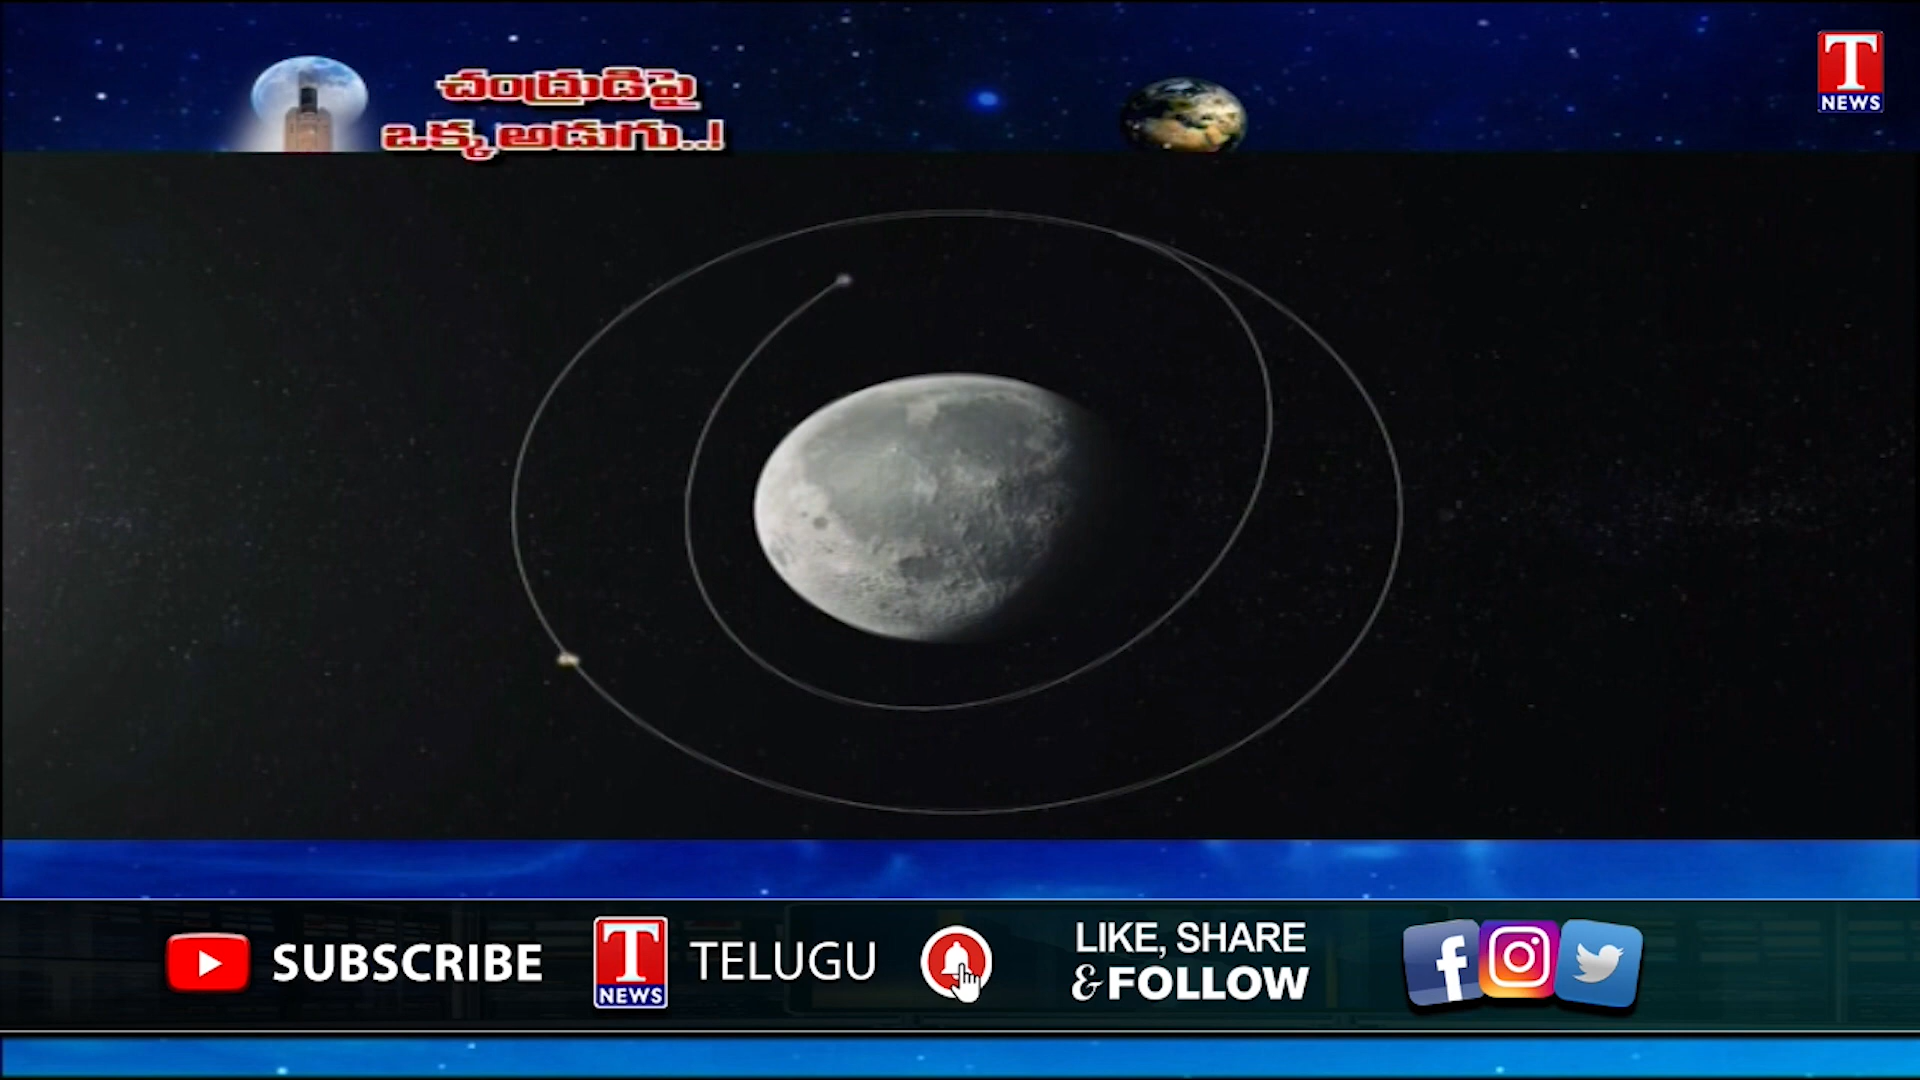 చంద్రుడిపై
ఒక్క అడుగు..!
T
NEWS
SUBSCRIBE
T
NEWS
TELUGU
LIKE, SHARE
& FOLLOW